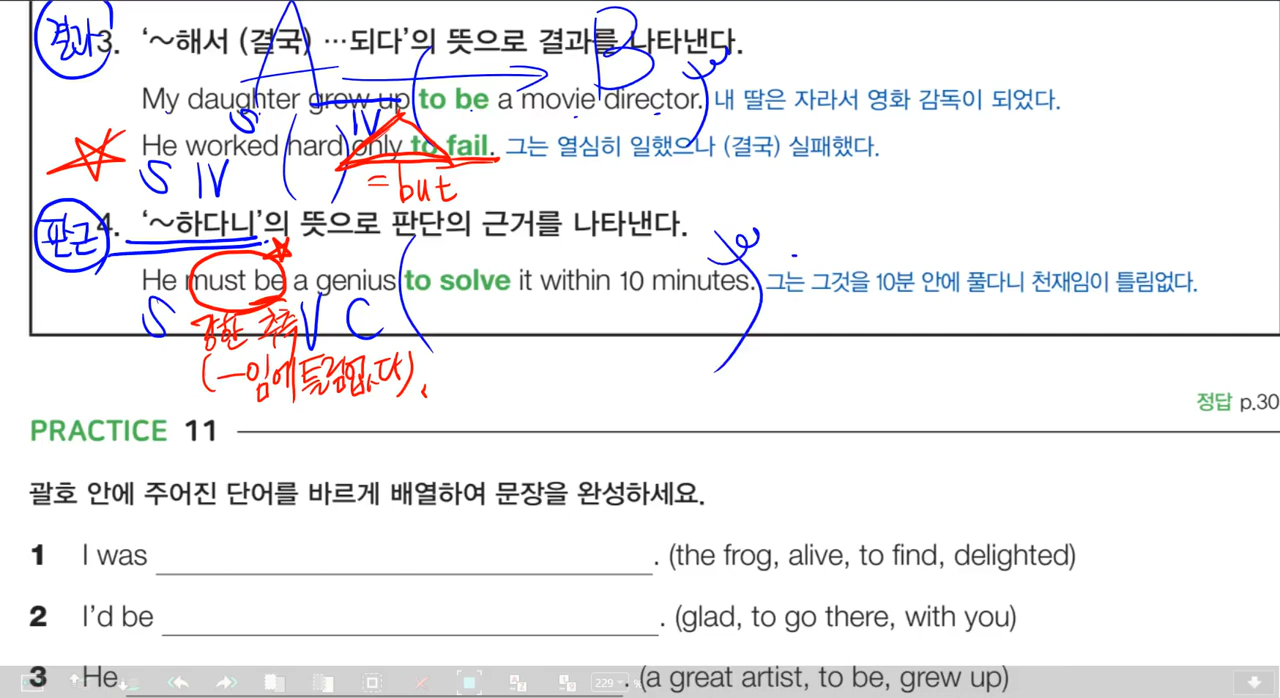 결과 3. ‘~해서 (결국) …되다’의 뜻으로 결과를 나타낸다.
A → B
My daughter grew up to be a movie director. 내 딸은 자라서 영화 감독이 되었다.
S IV
He worked hard only to fail. 그는 열심히 일했으나 (결국) 실패했다.
S IV = but
판근 4. ‘~하다니’의 뜻으로 판단의 근거를 나타낸다.
He must be a genius to solve it within 10 minutes. 그는 그것을 10분 안에 풀다니 천재임이 틀림없다.
S 강한 추측 V C
(-임에 틀림없다).
정답 p.30
PRACTICE 11
괄호 안에 주어진 단어를 바르게 배열하여 문장을 완성하세요.
1 I was ________. (the frog, alive, to find, delighted)
2 I’d be ________. (glad, to go there, with you)
3 He ________. (a great artist, to be, grew up)
229